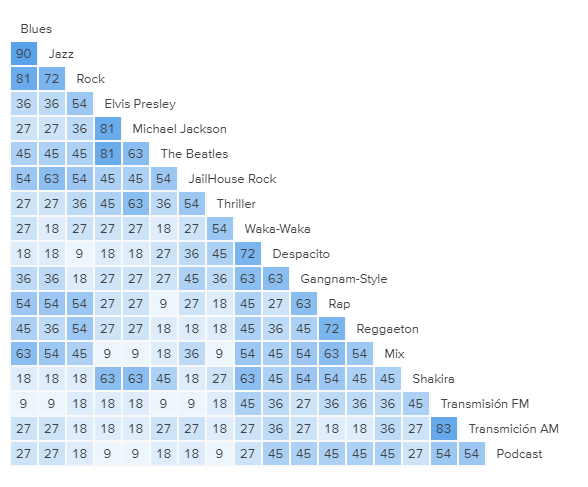 Blues
90 Jazz
81 72 Rock
36 36 54 Elvis Presley
27 27 36 81 Michael Jackson
45 45 45 81 63 The Beatles
54 63 54 45 45 54 JailHouse Rock
27 27 36 45 63 36 54 Thriller
27 18 27 27 27 18 27 54 Waka-Waka
18 18 9 18 18 27 36 45 72 Despacito
36 36 18 27 27 27 45 36 63 63 Gangnam-Style
54 54 54 27 27 9 27 18 45 27 63 Rap
45 36 54 27 27 18 18 18 45 36 45 72 Reggaeton
63 54 45 9 9 18 36 9 54 45 54 63 54 Mix
18 18 18 63 63 45 18 27 63 45 54 54 45 45 Shakira
9 9 18 18 18 9 9 18 45 36 27 36 36 36 45 Transmisión FM
27 27 18 18 18 27 27 18 27 36 27 18 18 36 27 83 Transmición AM
27 27 18 9 9 18 18 9 27 45 45 45 45 45 27 54 54 Podcast